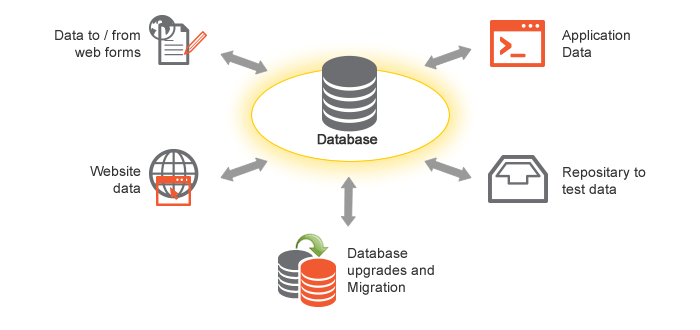 Data to / from
web forms
Application
Data
Database
Website
data
Repositary to
test data
Database
upgrades and
Migration